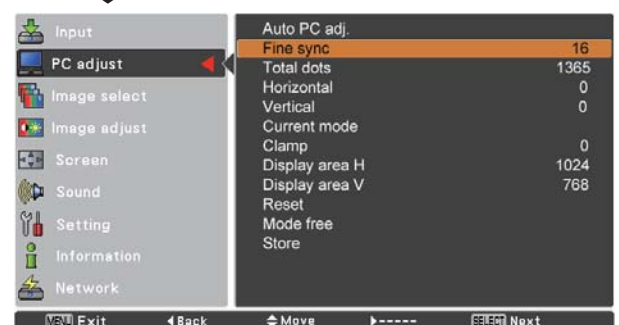 Input
PC adjust
Image select
Image adjust
Screen
Sound
Setting
Information
Network
Auto PC adj.
Fine sync 16
Total dots 1365
Horizontal 0
Vertical 0
Current mode
Clamp 0
Display area H 1024
Display area V 768
Reset
Mode free
Store
MENU Exit ◀Back ⬍Move ▶----- SELECT Next